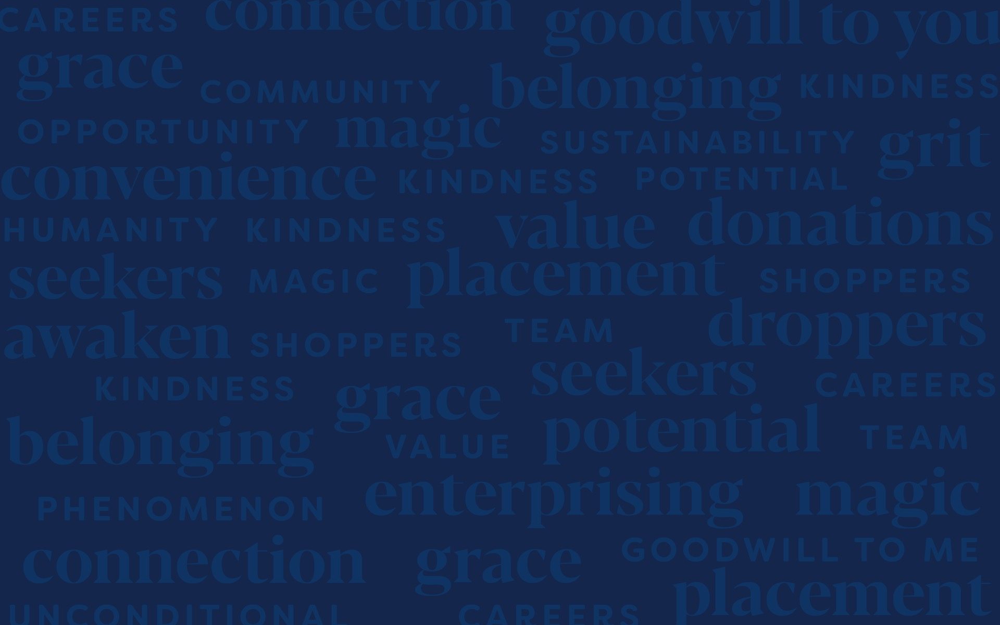 CAREERS connection goodwill to you
grace COMMUNITY belonging KINDNESS
OPPORTUNITY magic SUSTAINABILITY grit
convenience KINDNESS POTENTIAL
HUMANITY KINDNESS value donations
seekers MAGIC placement SHOPPERS
awaken SHOPPERS TEAM droppers
KINDNESS grace seekers CAREERS
belonging VALUE potential TEAM
PHENOMENON enterprising magic
connection grace GOODWILL TO ME
UNCONDITIONAL CAREERS placement